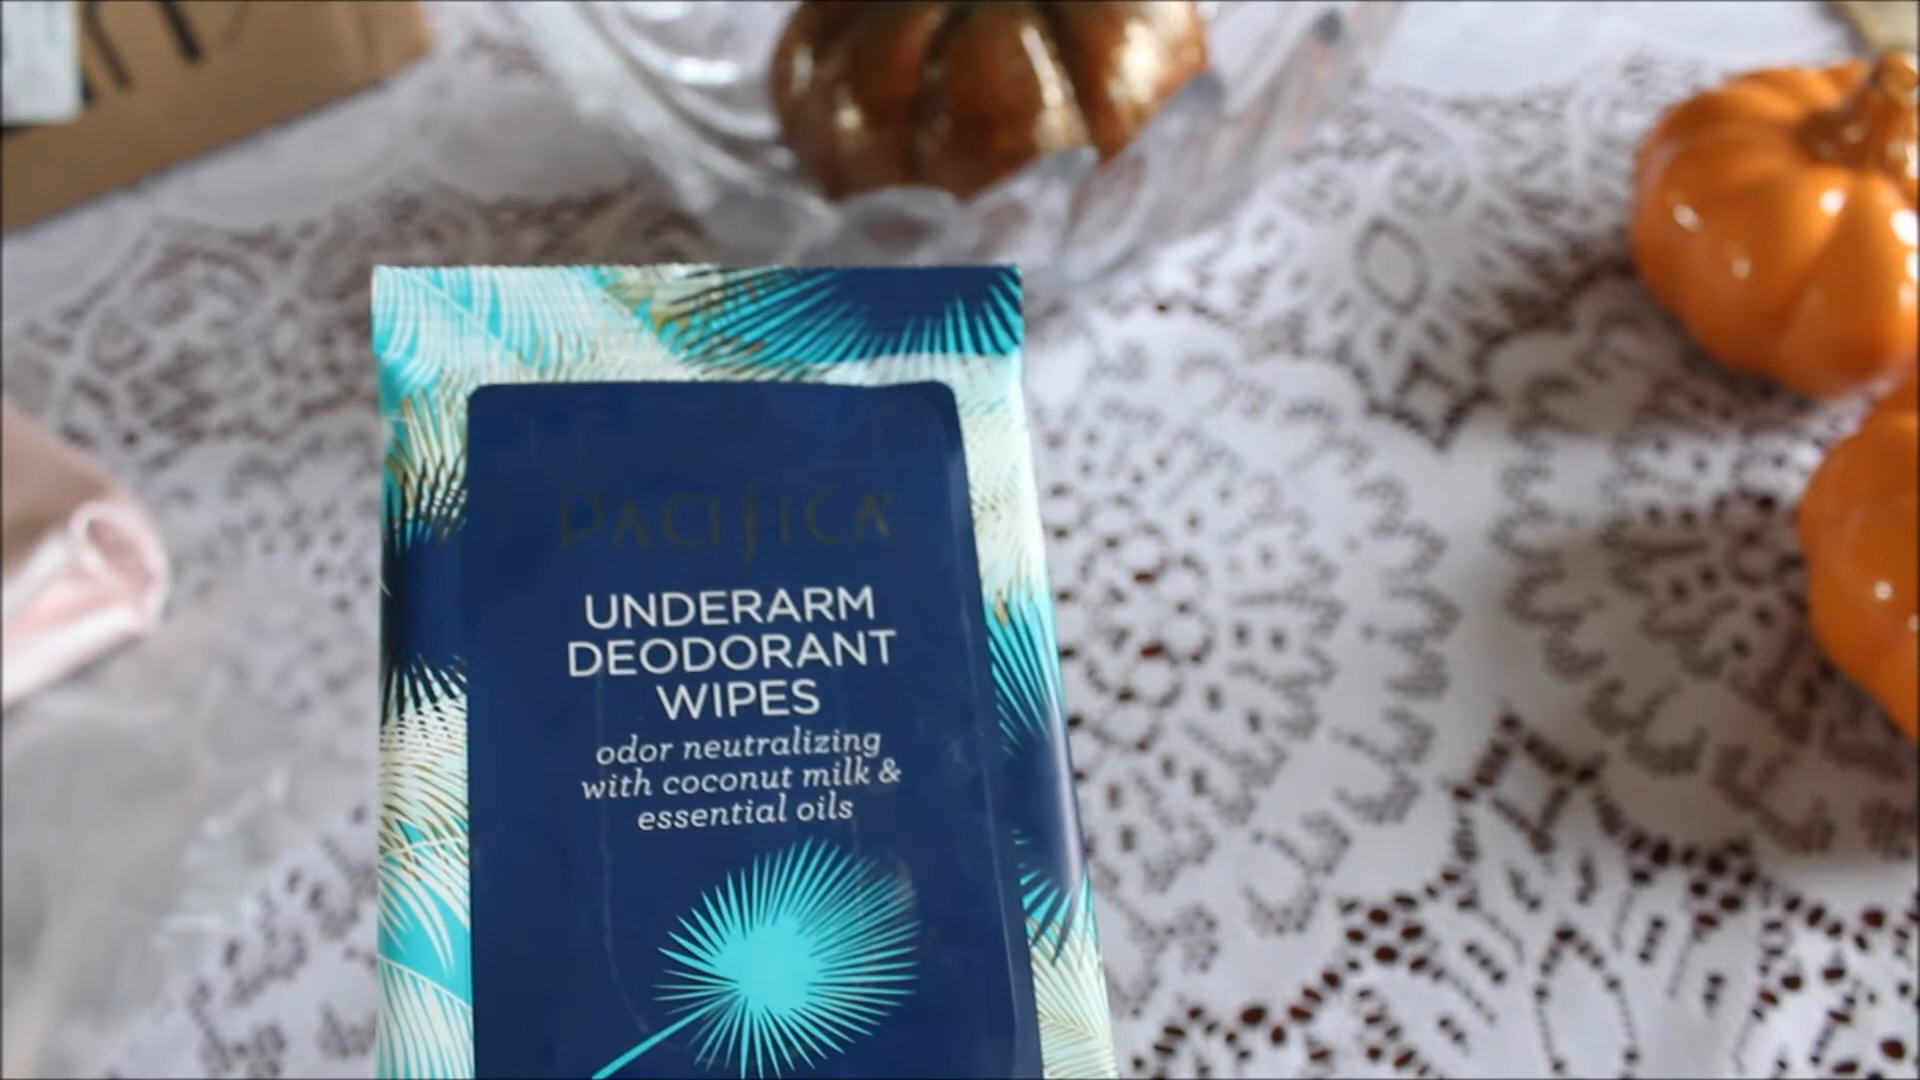 PACIFICA
UNDERARM
DEODORANT
WIPES
odor neutralizing
with coconut milk &
essential oils